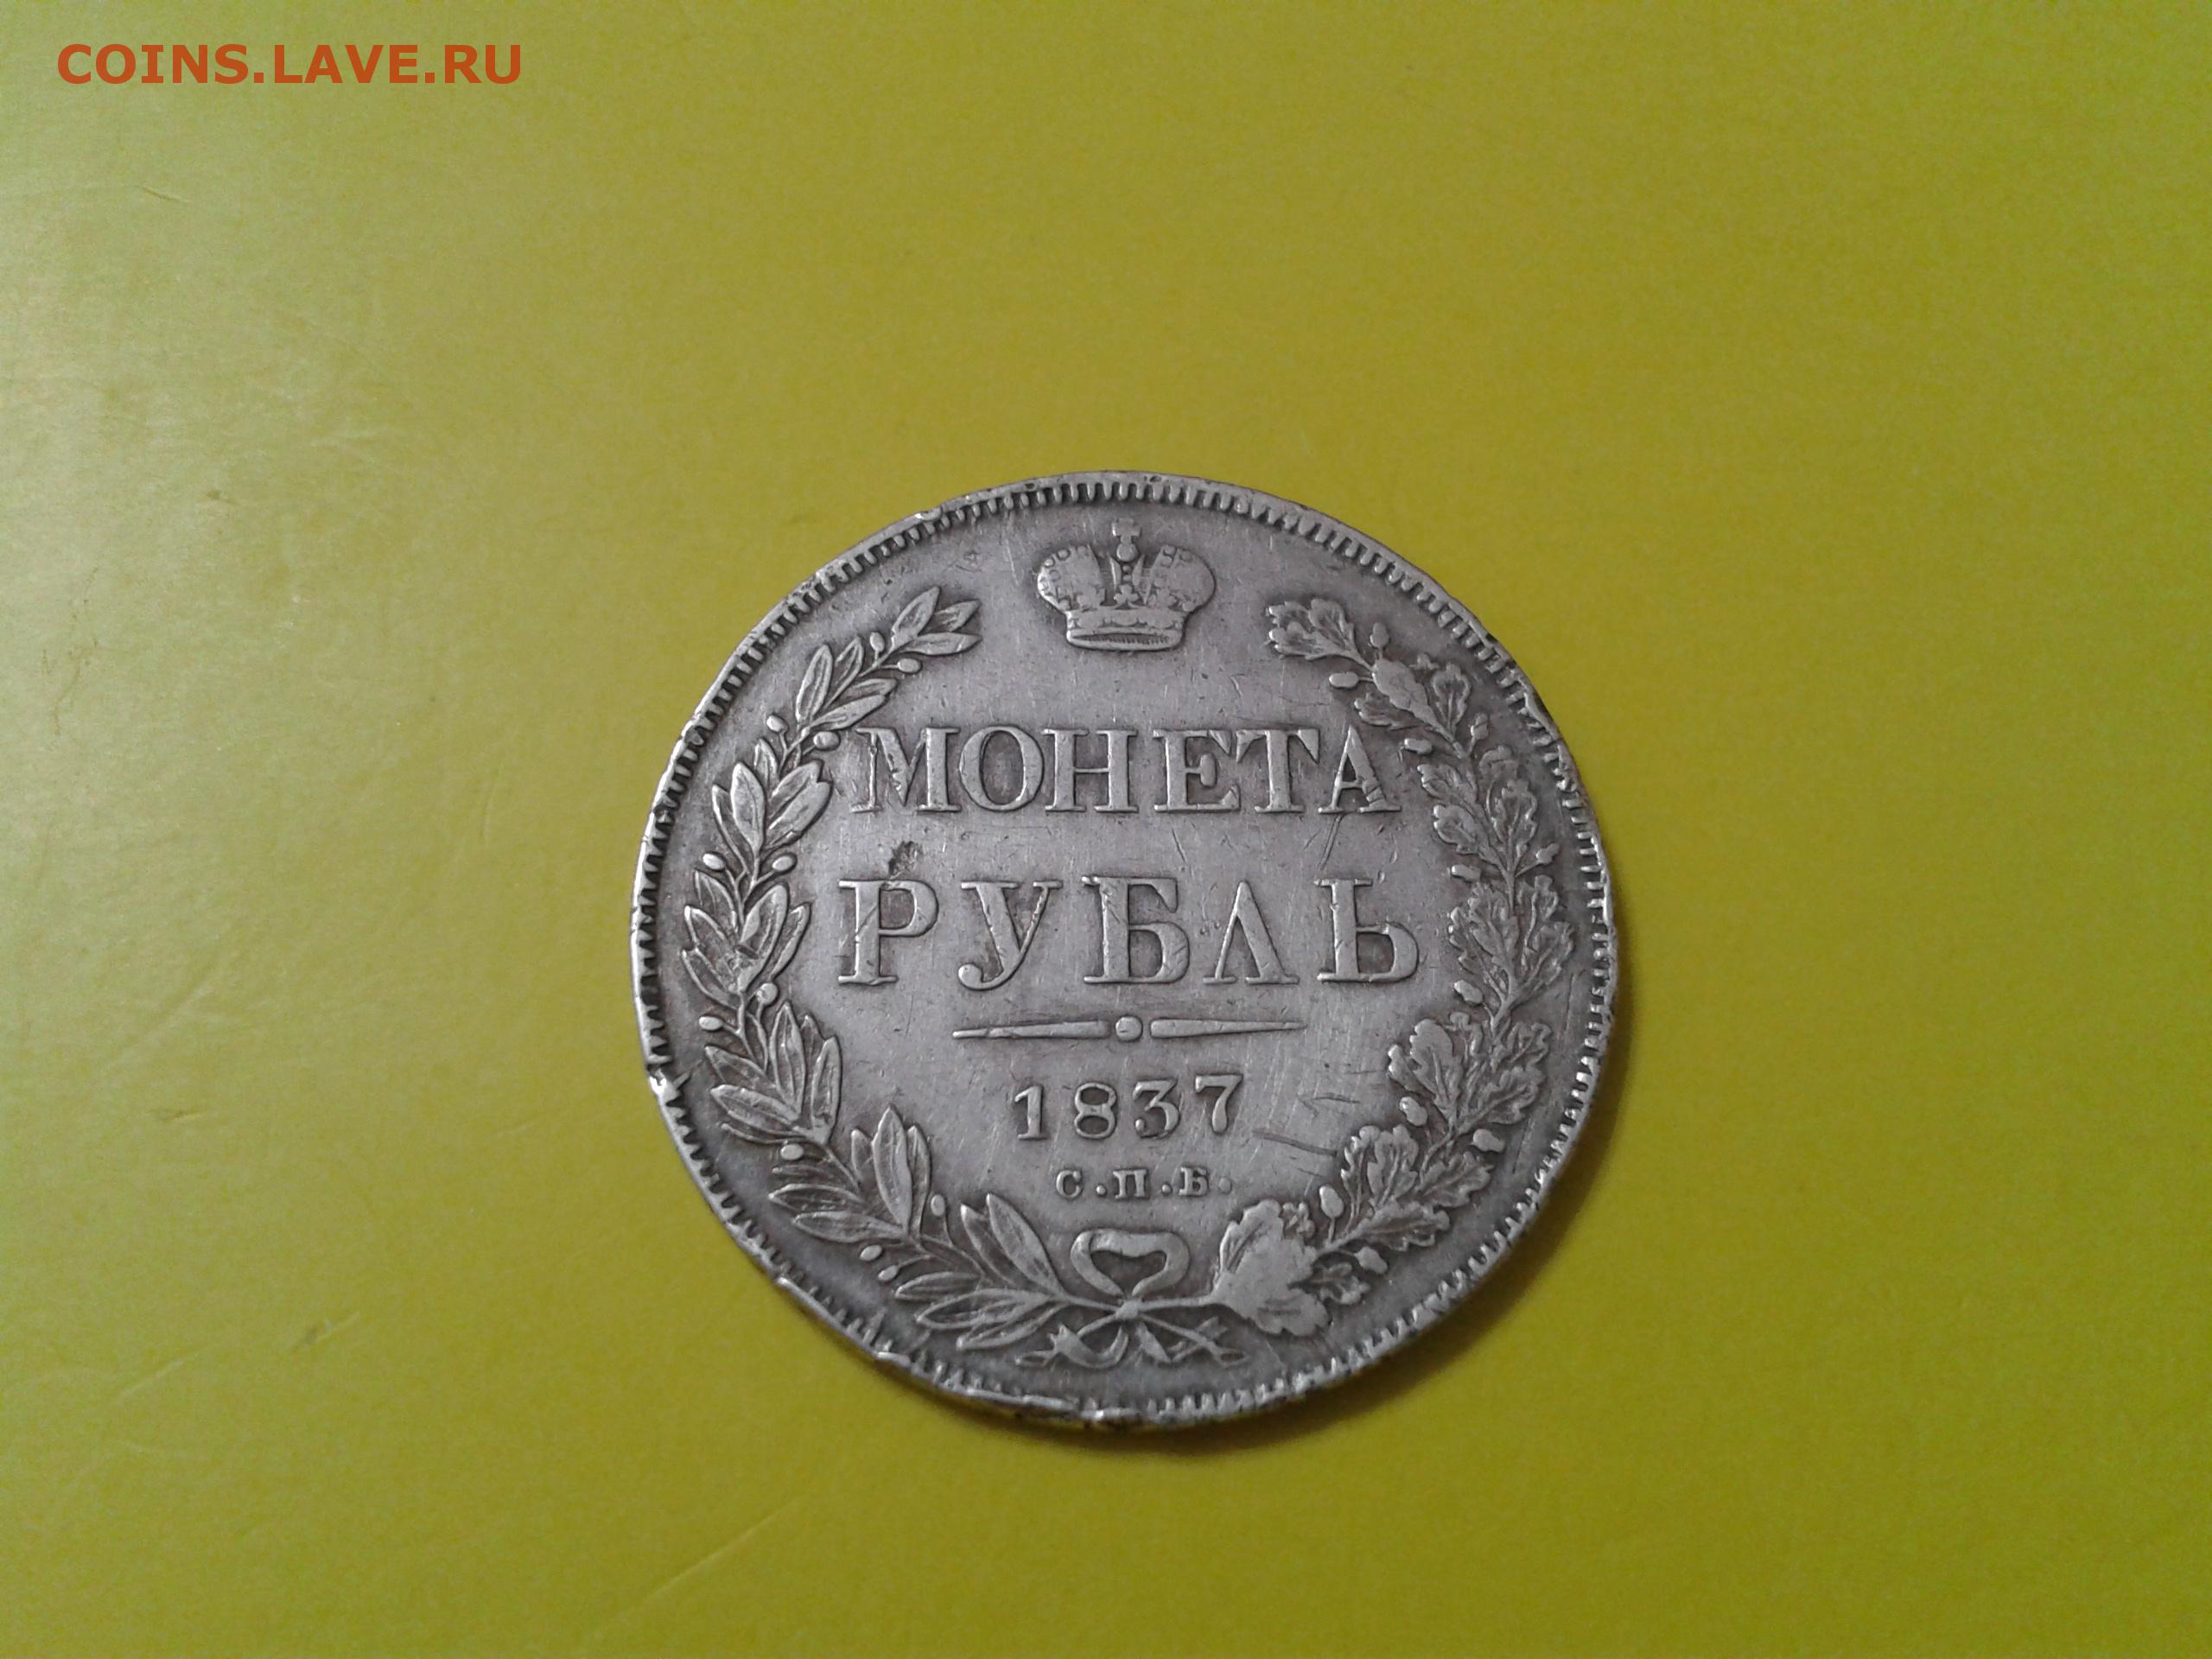 COINS.LAVE.RU
МОНЕТА
РУБЛЬ
1837
С.П.Б.